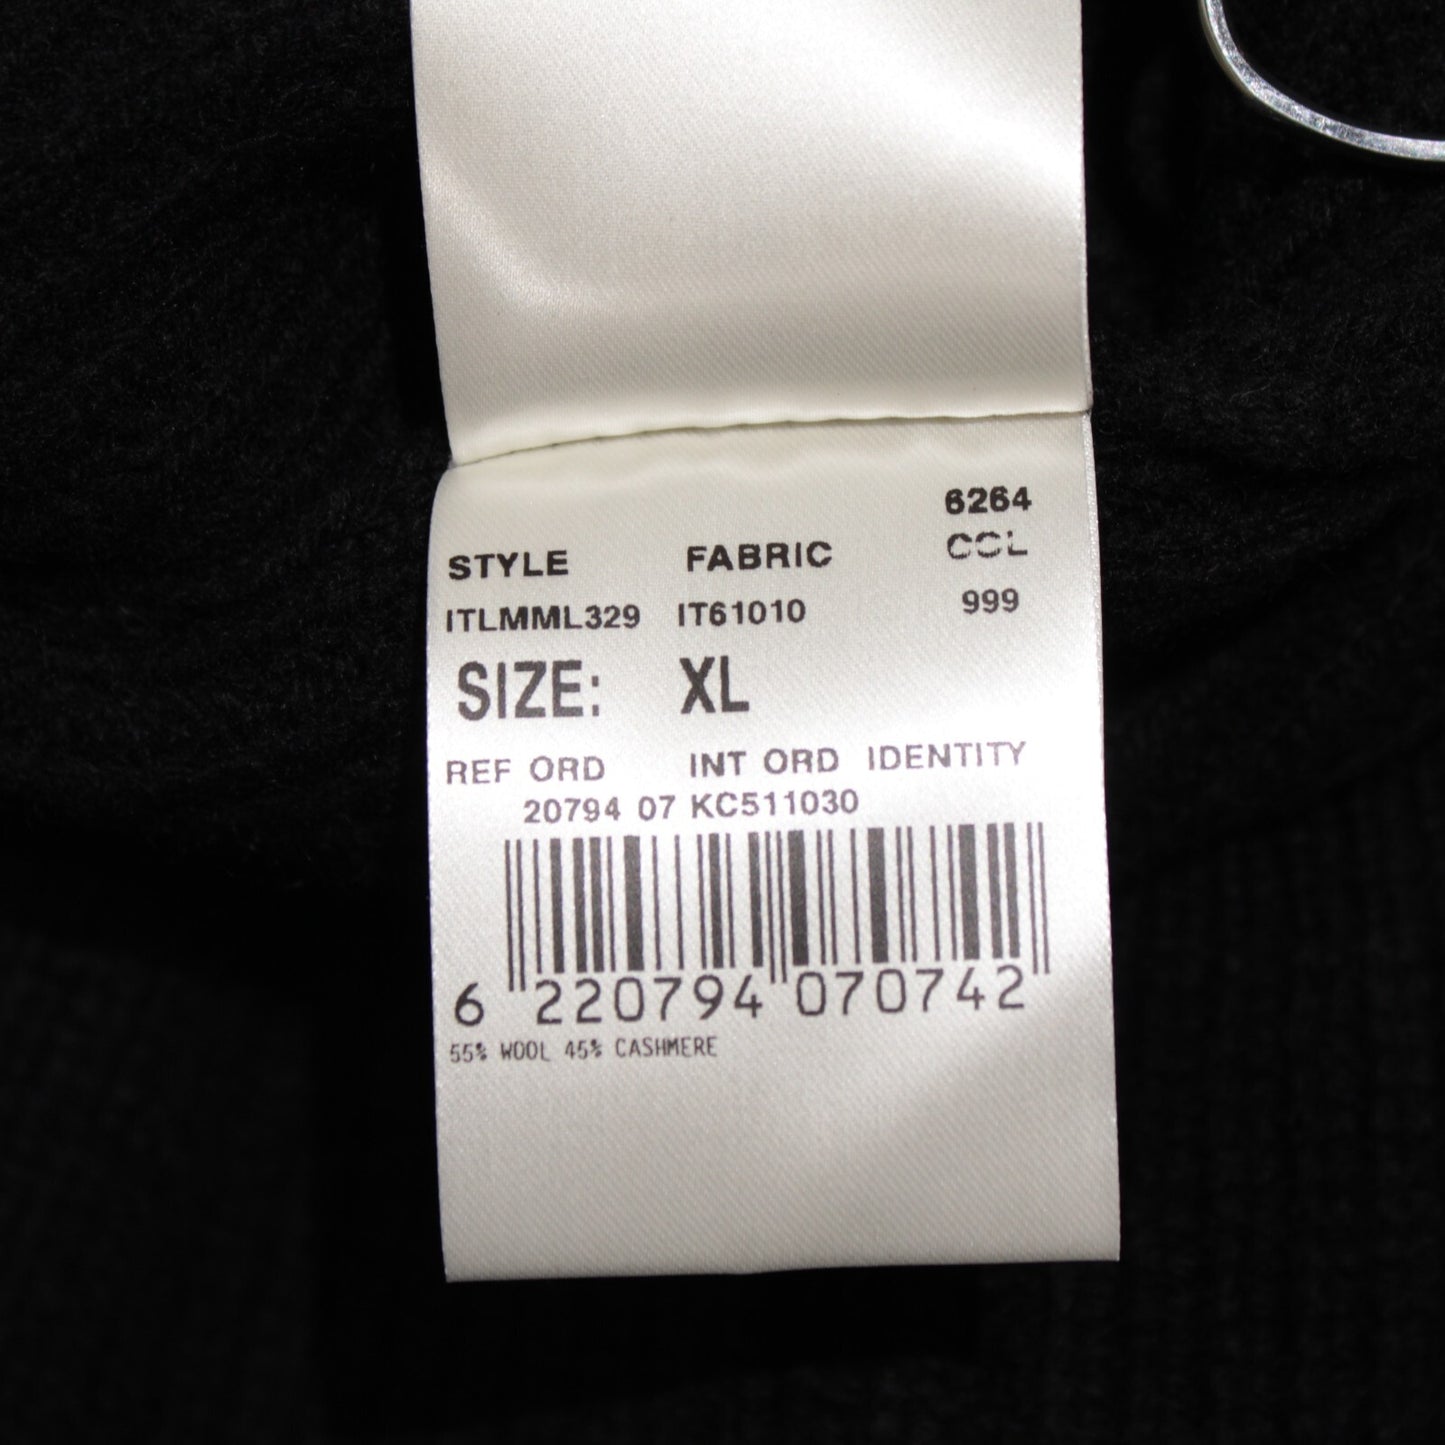 6264
STYLE FABRIC COL
ITLMML329 IT61010 999
SIZE: XL
REF ORD INT ORD IDENTITY
20794 07 KC511030
6 220794 070742
55% WOOL 45% CASHMERE